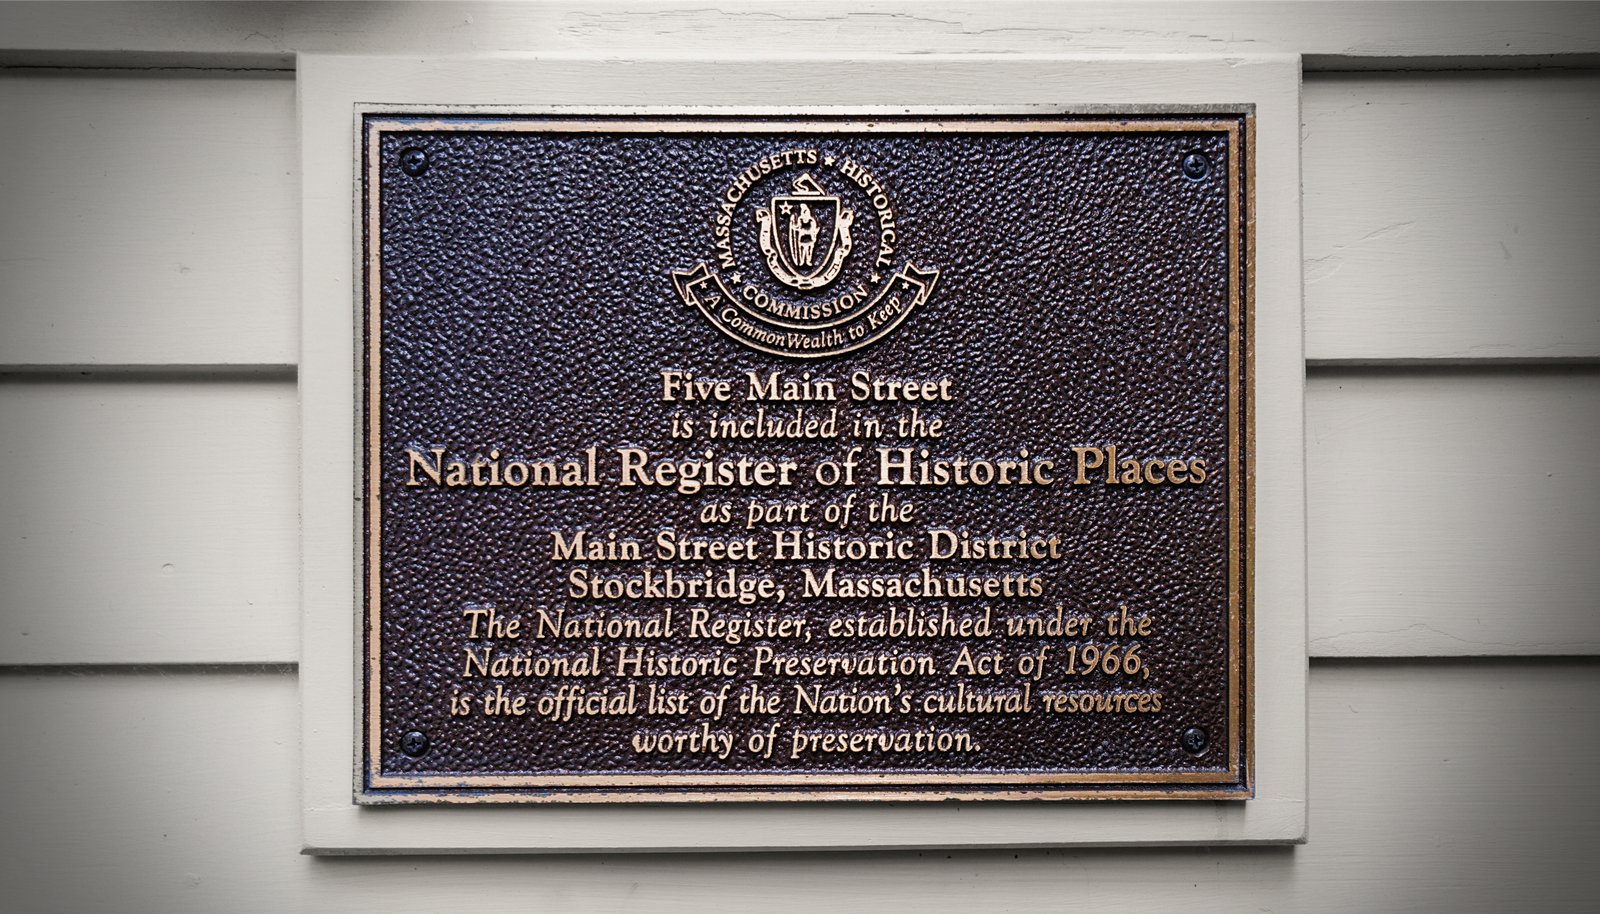 MASSACHUSETTS ★ HISTORICAL ★ COMMISSION ★
★ A CommonWealth to Keep ★
Five Main Street
is included in the
National Register of Historic Places
as part of the
Main Street Historic District
Stockbridge, Massachusetts
The National Register, established under the
National Historic Preservation Act of 1966,
is the official list of the Nation's cultural resources
worthy of preservation.